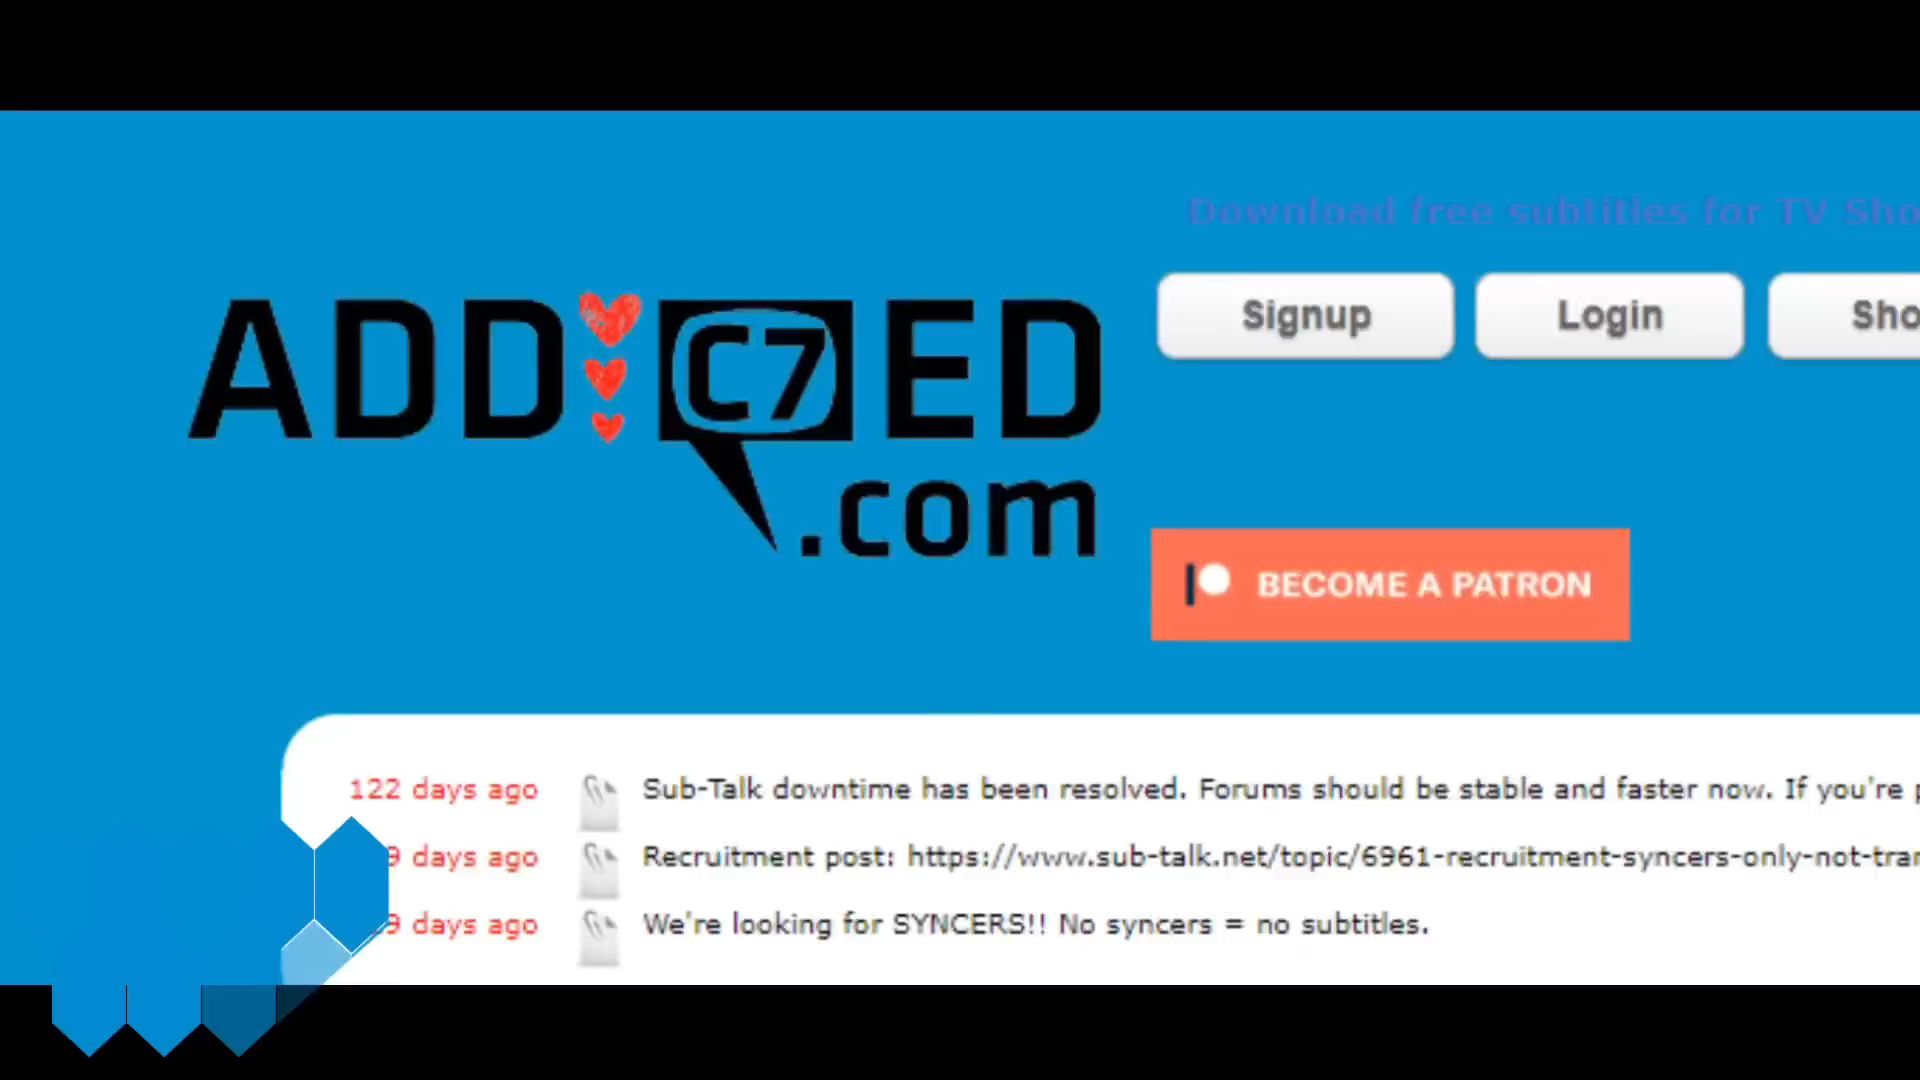 Download free subtitles for TV Sho
Signup Login Sho
ADDIC7ED
.com
BECOME A PATRON
122 days ago Sub-Talk downtime has been resolved. Forums should be stable and faster now. If you're p
9 days ago Recruitment post: https://www.sub-talk.net/topic/6961-recruitment-syncers-only-not-tran
9 days ago We're looking for SYNCERS!! No syncers = no subtitles.